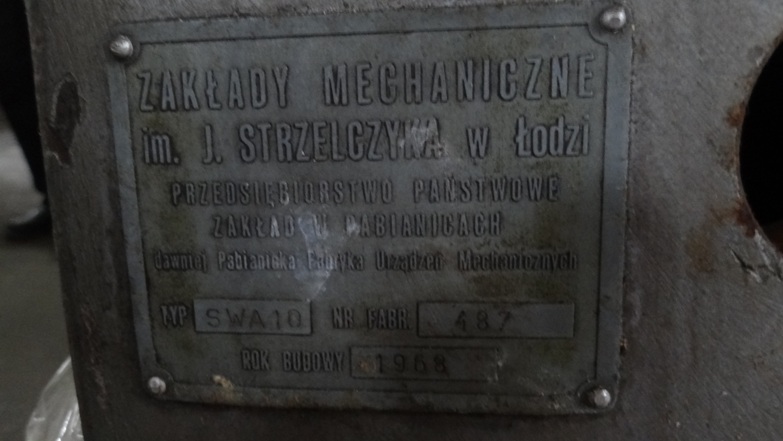 ZAKŁADY MECHANICZNE
im. J. STRZELCZYKA w Łodzi
PRZEDSIĘBIORSTWO PAŃSTWOWE
ZAKŁAD W PABIANICACH
dawniej Pabianicka Fabryka Urządzeń Mechanicznych
TYP SWA10 NR FABR. 487
ROK BUDOWY 1968